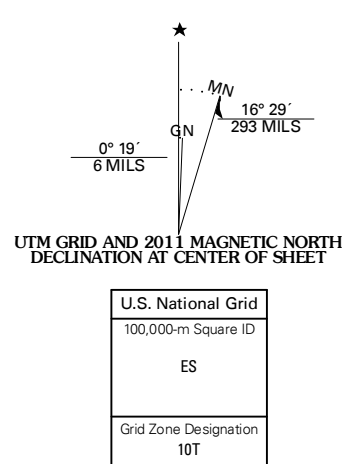 MN
16° 29´
293 MILS
GN
0° 19´
6 MILS
UTM GRID AND 2011 MAGNETIC NORTH
DECLINATION AT CENTER OF SHEET
U.S. National Grid
100,000-m Square ID
ES
Grid Zone Designation
10T